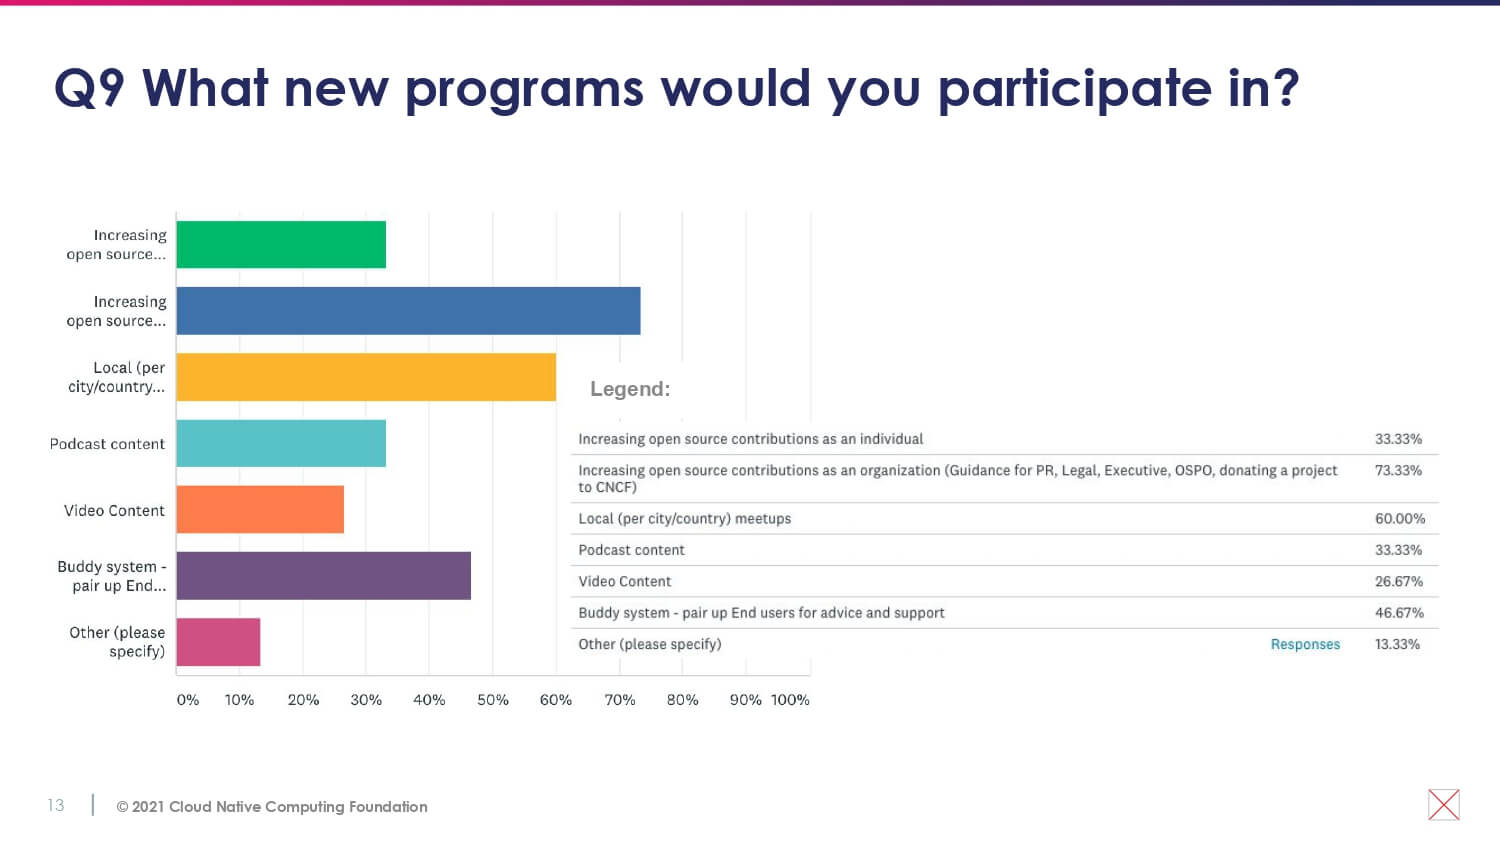 Q9 What new programs would you participate in?
Increasing
open source...
Increasing
open source...
Local (per
city/country...
Podcast content
Video Content
Buddy system -
pair up End...
Other (please
specify)
0% 10% 20% 30% 40% 50% 60% 70% 80% 90% 100%
Legend:
Increasing open source contributions as an individual 33.33%
Increasing open source contributions as an organization (Guidance for PR, Legal, Executive, OSPO, donating a project 73.33%
to CNCF)
Local (per city/country) meetups 60.00%
Podcast content 33.33%
Video Content 26.67%
Buddy system - pair up End users for advice and support 46.67%
Other (please specify) Responses 13.33%
13 © 2021 Cloud Native Computing Foundation